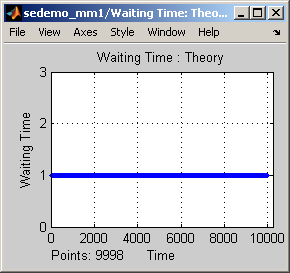 sedemo_mm1/Waiting Time: Theo...
File View Axes Style Window Help
Waiting Time : Theory
Waiting Time
3
2
1
0
0 2000 4000 6000 8000 10000
Points: 9998 Time